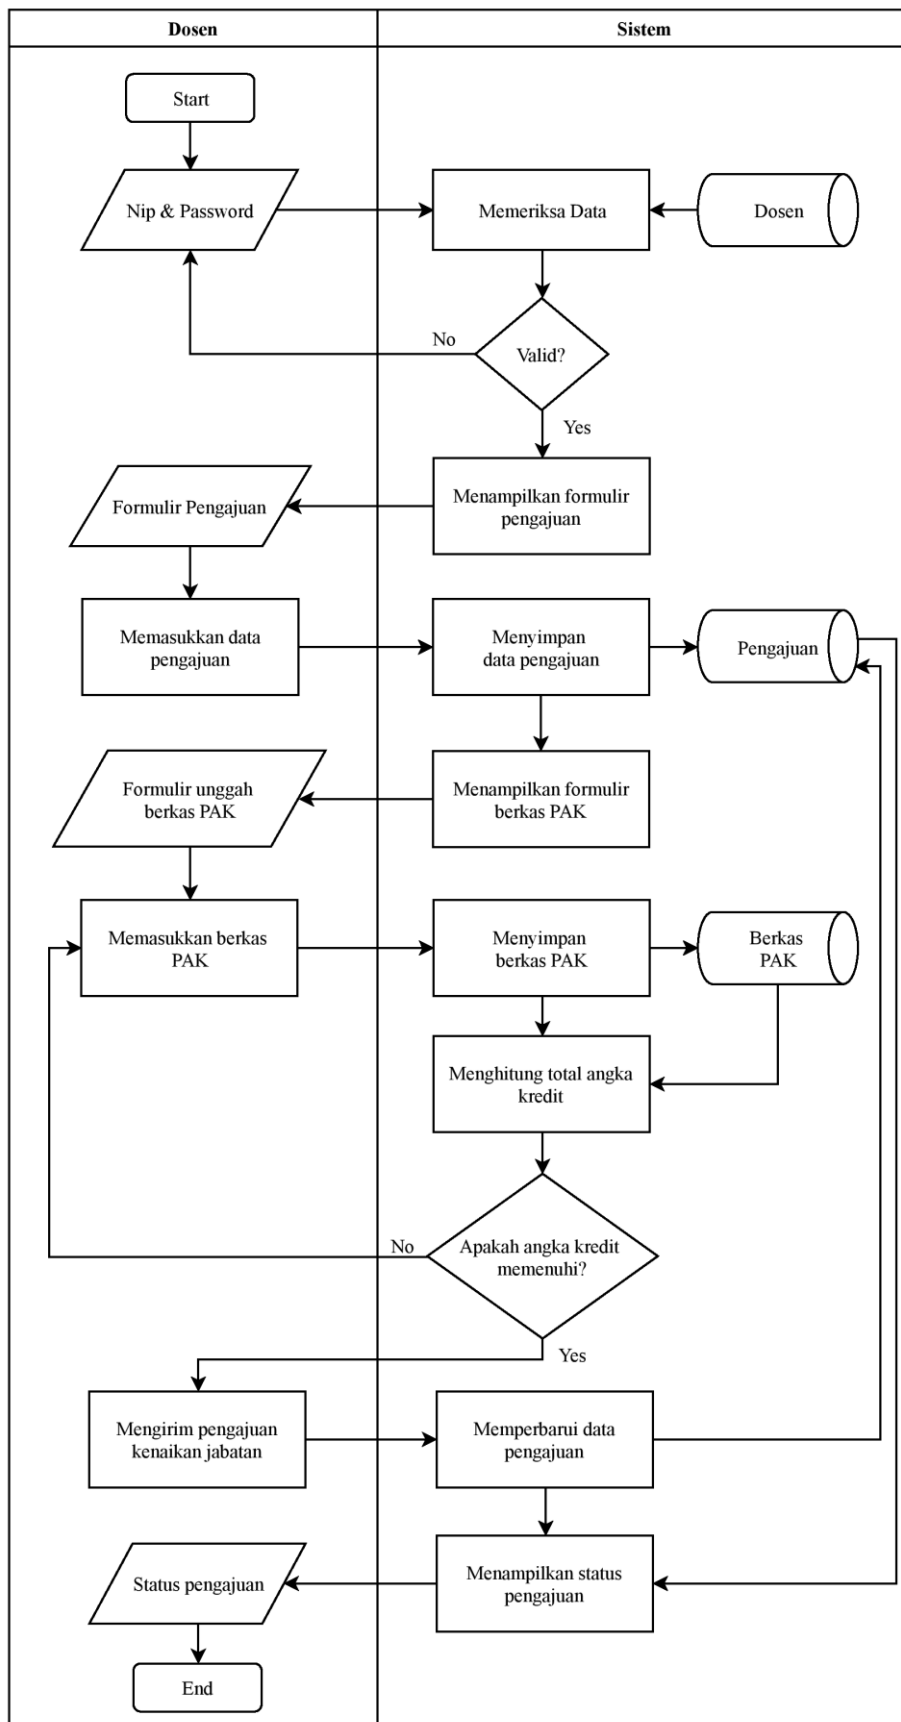 Dosen
Sistem
Start
Nip & Password
Memeriksa Data
Dosen
Valid?
No
Yes
Menampilkan formulir
pengajuan
Formulir Pengajuan
Memasukkan data
pengajuan
Menyimpan
data pengajuan
Pengajuan
Menampilkan formulir
berkas PAK
Formulir unggah
berkas PAK
Memasukkan berkas
PAK
Menyimpan
berkas PAK
Berkas
PAK
Menghitung total angka
kredit
Apakah angka kredit
memenuhi?
No
Yes
Mengirim pengajuan
kenaikan jabatan
Memperbarui data
pengajuan
Menampilkan status
pengajuan
Status pengajuan
End